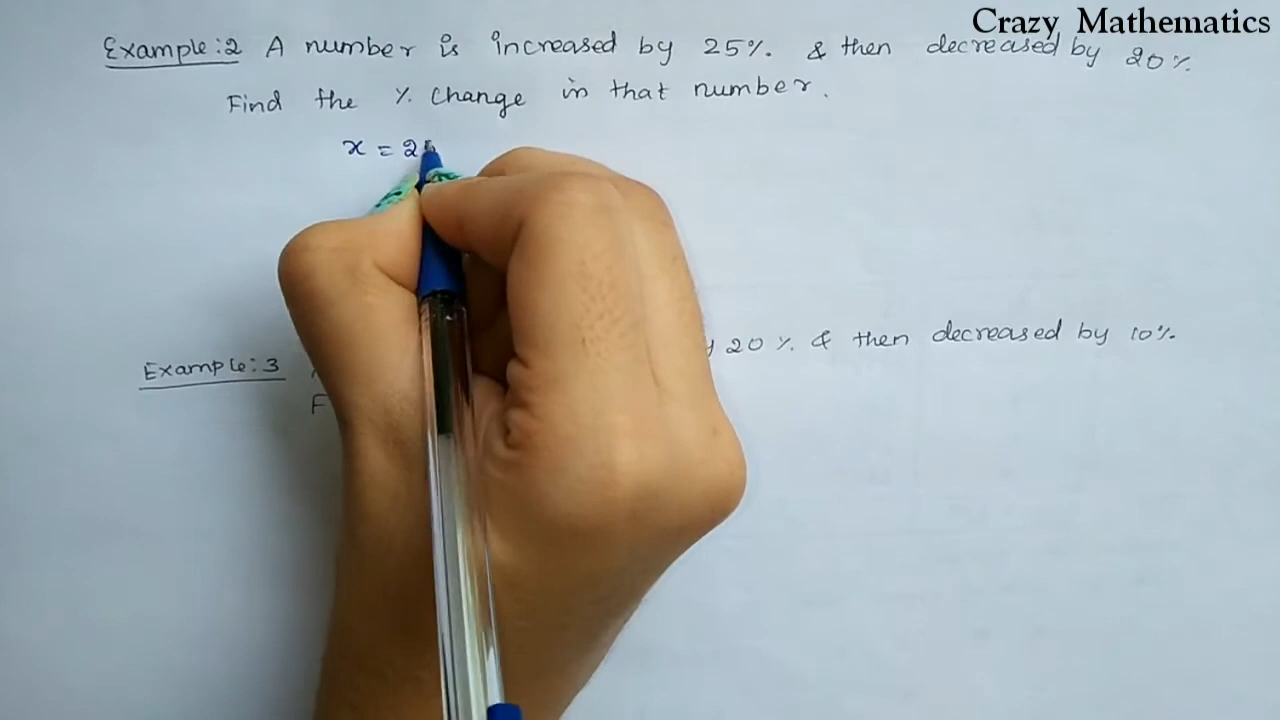 Crazy Mathematics
Example:2 A number is increased by 25%. & then decreased by 20%
Find the % change in that number.
x = 25
Example:3 20% & then decreased by 10%.
F